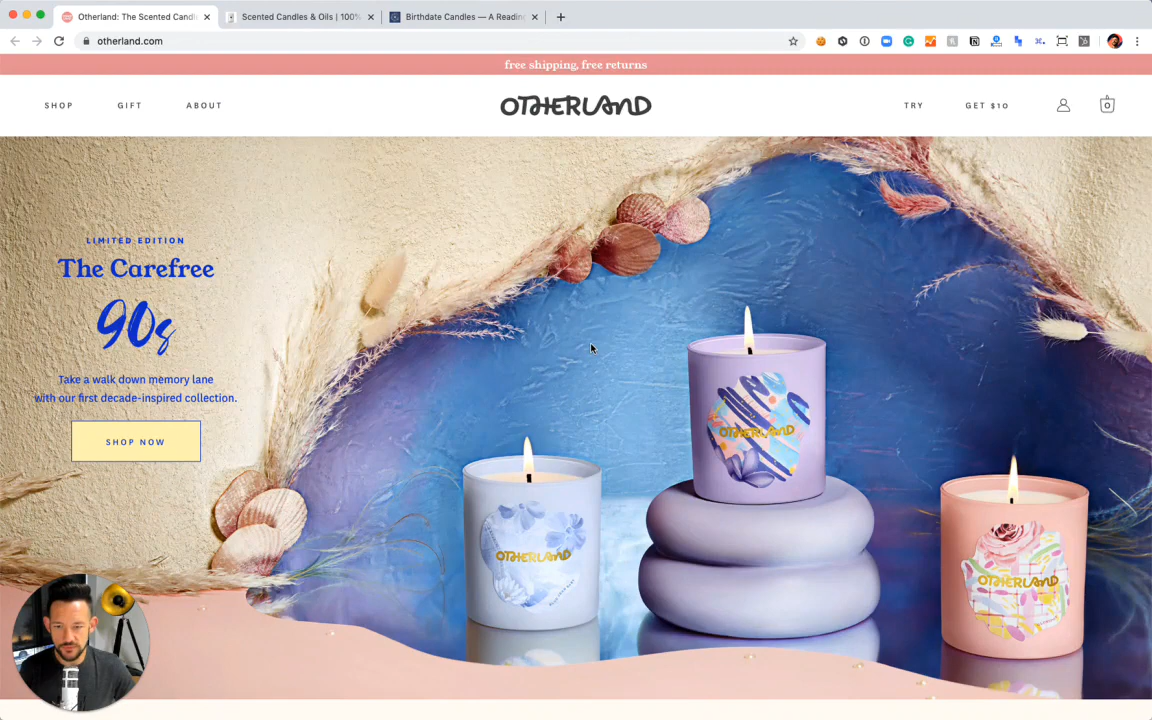 Otherland: The Scented Candl
Scented Candles & Oils | 100%
Birthdate Candles — A Reading
otherland.com
free shipping, free returns
SHOP
GIFT
ABOUT
OTHERLAND
TRY
GET $10
0
LIMITED EDITION
The Carefree
90s
Take a walk down memory lane
with our first decade-inspired collection.
SHOP NOW
OTHERLAND
OTHERLAND
OTHERLAND